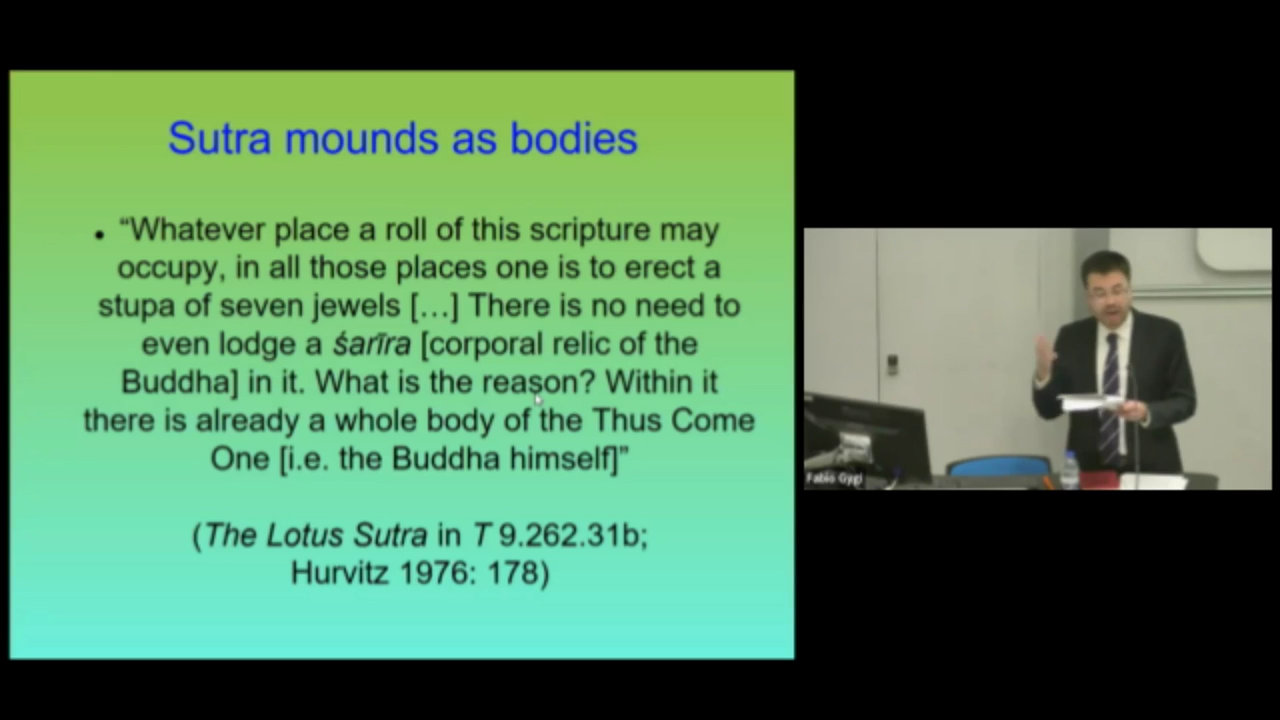 Sutra mounds as bodies
• “Whatever place a roll of this scripture may
occupy, in all those places one is to erect a
stupa of seven jewels […] There is no need to
even lodge a śarīra [corporal relic of the
Buddha] in it. What is the reason? Within it
there is already a whole body of the Thus Come
One [i.e. the Buddha himself]”
(The Lotus Sutra in T 9.262.31b;
Hurvitz 1976: 178)
Fabio Gygi